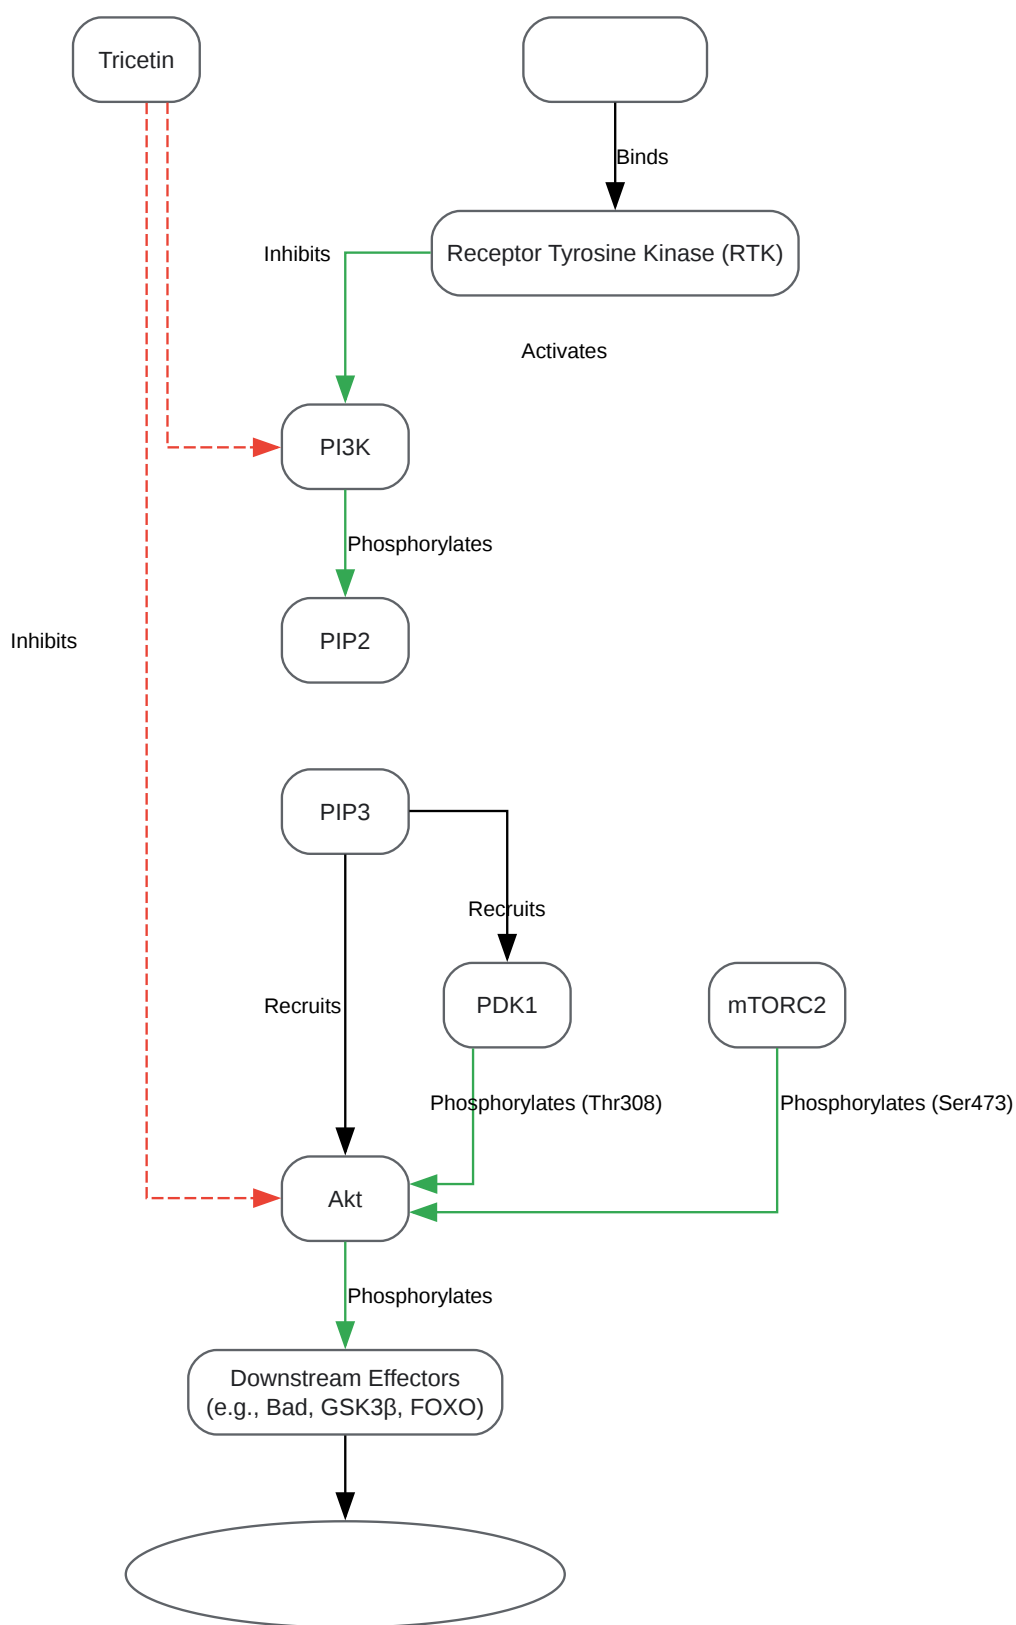 Tricetin
Binds
Receptor Tyrosine Kinase (RTK)
Inhibits
Activates
PI3K
Phosphorylates
PIP2
Inhibits
PIP3
Recruits
Recruits
PDK1
mTORC2
Phosphorylates (Thr308)
Phosphorylates (Ser473)
Akt
Phosphorylates
Downstream Effectors
(e.g., Bad, GSK3β, FOXO)